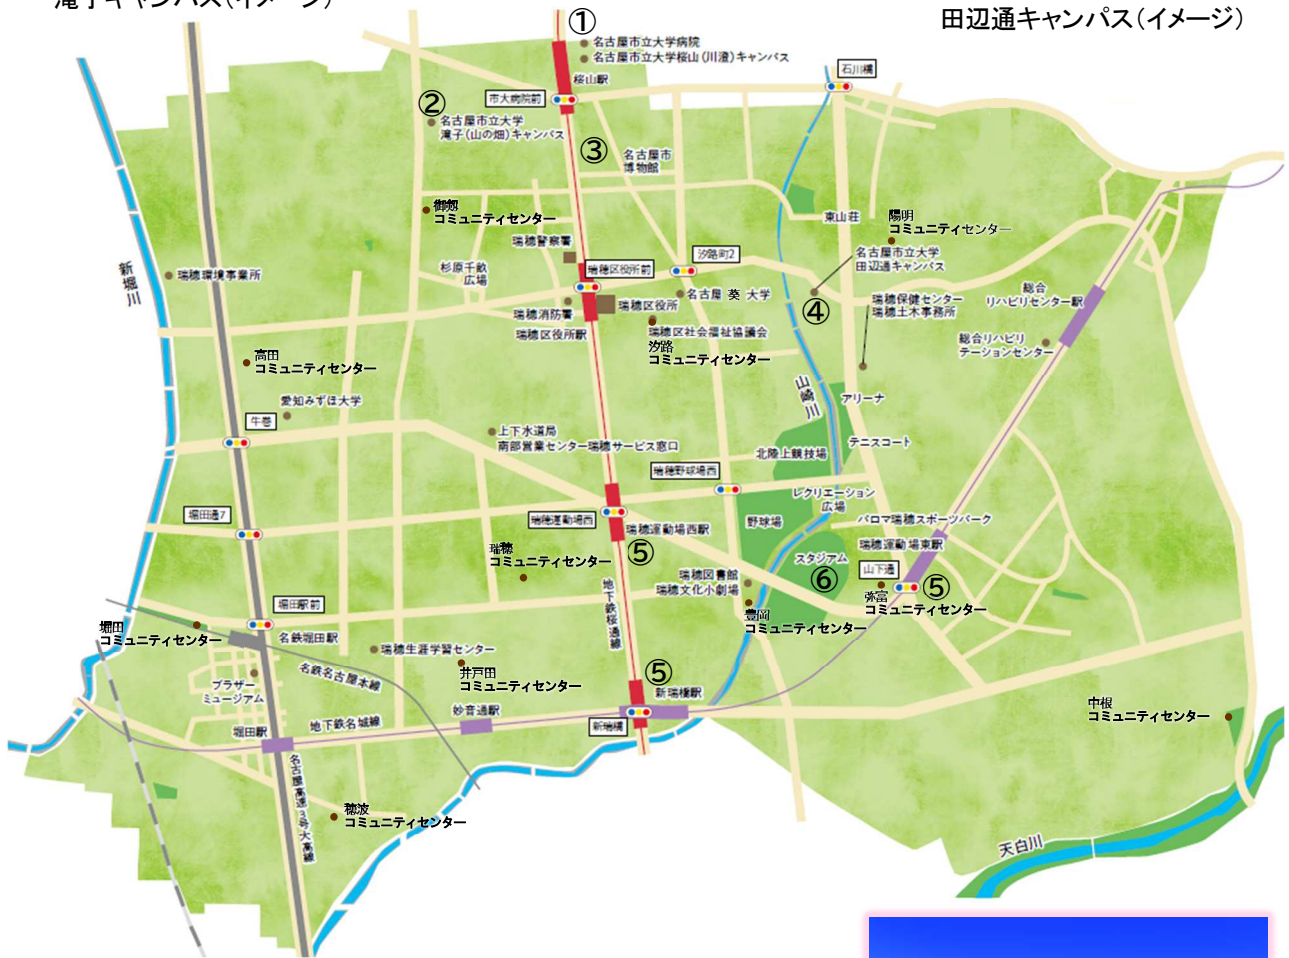 滝子キャンパス(イメージ)
田辺通キャンパス(イメージ)
①
名古屋市立大学病院
名古屋市立大学桜山(川澄)キャンパス
桜山駅
石川橋
市大病院前
②
名古屋市立大学
滝子(山の畑)キャンパス
③
名古屋市
博物館
御劔
コミュニティセンター
東山荘
陽明
コミュニティセンター
瑞穂警察署
汐路町2
名古屋市立大学
田辺通キャンパス
新堀川
瑞穂環境事業所
杉原千畝
広場
瑞穂区役所前
総合
リハビリセンター駅
名古屋 葵 大学
瑞穂保健センター
瑞穂土木事務所
瑞穂消防署
瑞穂区役所
④
瑞穂区役所駅
瑞穂区社会福祉協議会
汐路
コミュニティセンター
総合リハビリ
テーションセンター
高田
コミュニティセンター
山崎川
愛知みずほ大学
アリーナ
牛巻
上下水道局
南部営業センター瑞穂サービス窓口
テニスコート
北陸上競技場
瑞穂野球場西
レクリエーション
広場
堀田通7
瑞穂運動場西
瑞穂運動場西駅
野球場
パロマ瑞穂スポーツパーク
瑞穂
コミュニティセンター
⑤
瑞穂運動場東駅
スタジアム
山下通
⑥
⑤
瑞穂図書館
瑞穂文化小劇場
地下鉄桜通線
弥富
コミュニティセンター
堀田駅前
豊岡
コミュニティセンター
堀田
コミュニティセンター
名鉄堀田駅
瑞穂生涯学習センター
名鉄名古屋本線
井戸田
コミュニティセンター
⑤
ブラザー
ミュージアム
新瑞橋駅
妙音通駅
中根
コミュニティセンター
地下鉄名城線
堀田駅
新瑞橋
名古屋高速3号大高線
穂波
コミュニティセンター
天白川